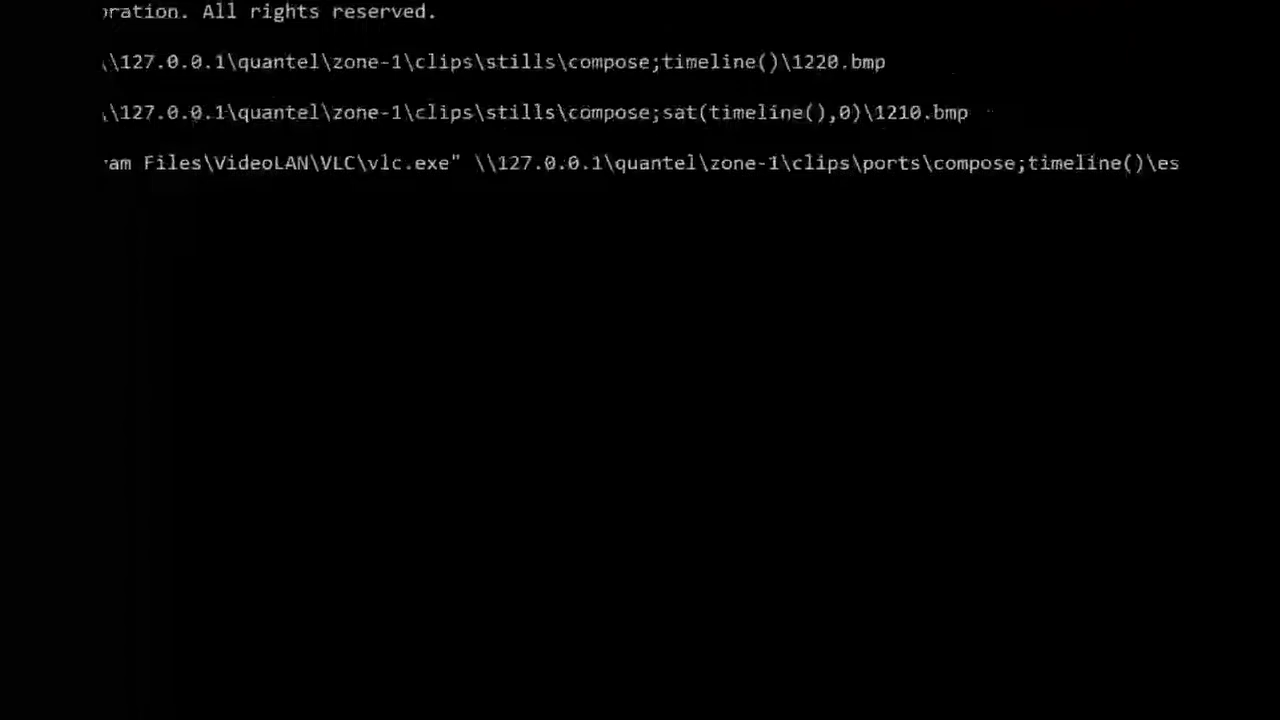 oration. All rights reserved.
\\127.0.0.1\quantel\zone-1\clips\stills\compose;timeline()\1220.bmp
\\127.0.0.1\quantel\zone-1\clips\stills\compose;sat(timeline(),0)\1210.bmp
ram Files\VideoLAN\VLC\vlc.exe" \\127.0.0.1\quantel\zone-1\clips\ports\compose;timeline()\es